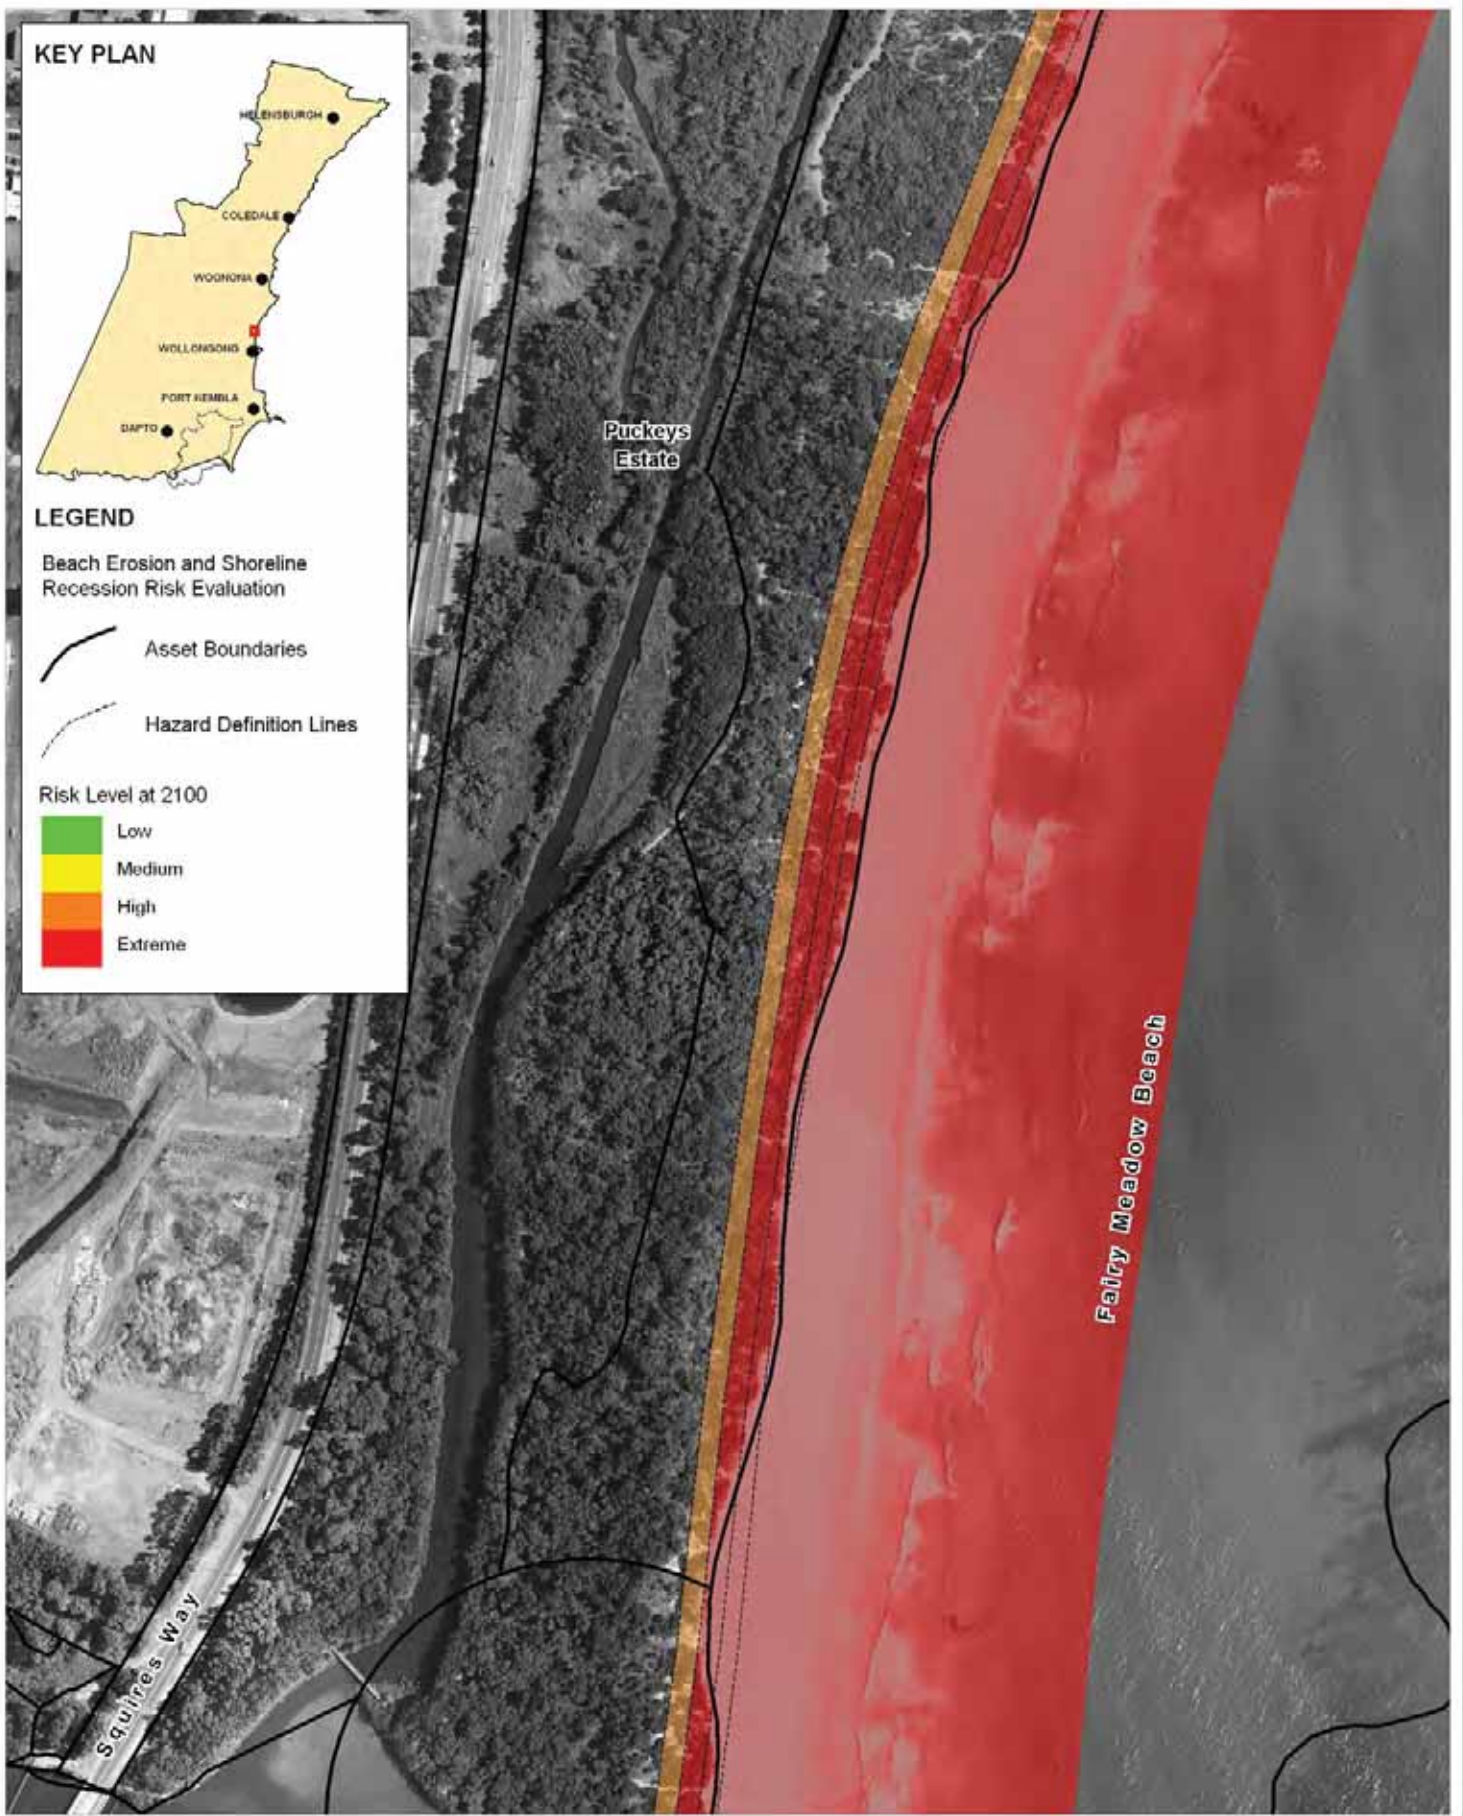 KEY PLAN
HELENSBURGH
COLEDALE
WOONONA
WOLLONGONG
PORT KEMBLA
DAPTO
LEGEND
Beach Erosion and Shoreline
Recession Risk Evaluation
Asset Boundaries
Hazard Definition Lines
Risk Level at 2100
Low
Medium
High
Extreme
Puckeys
Estate
Fairy Meadow Beach
Squires Way